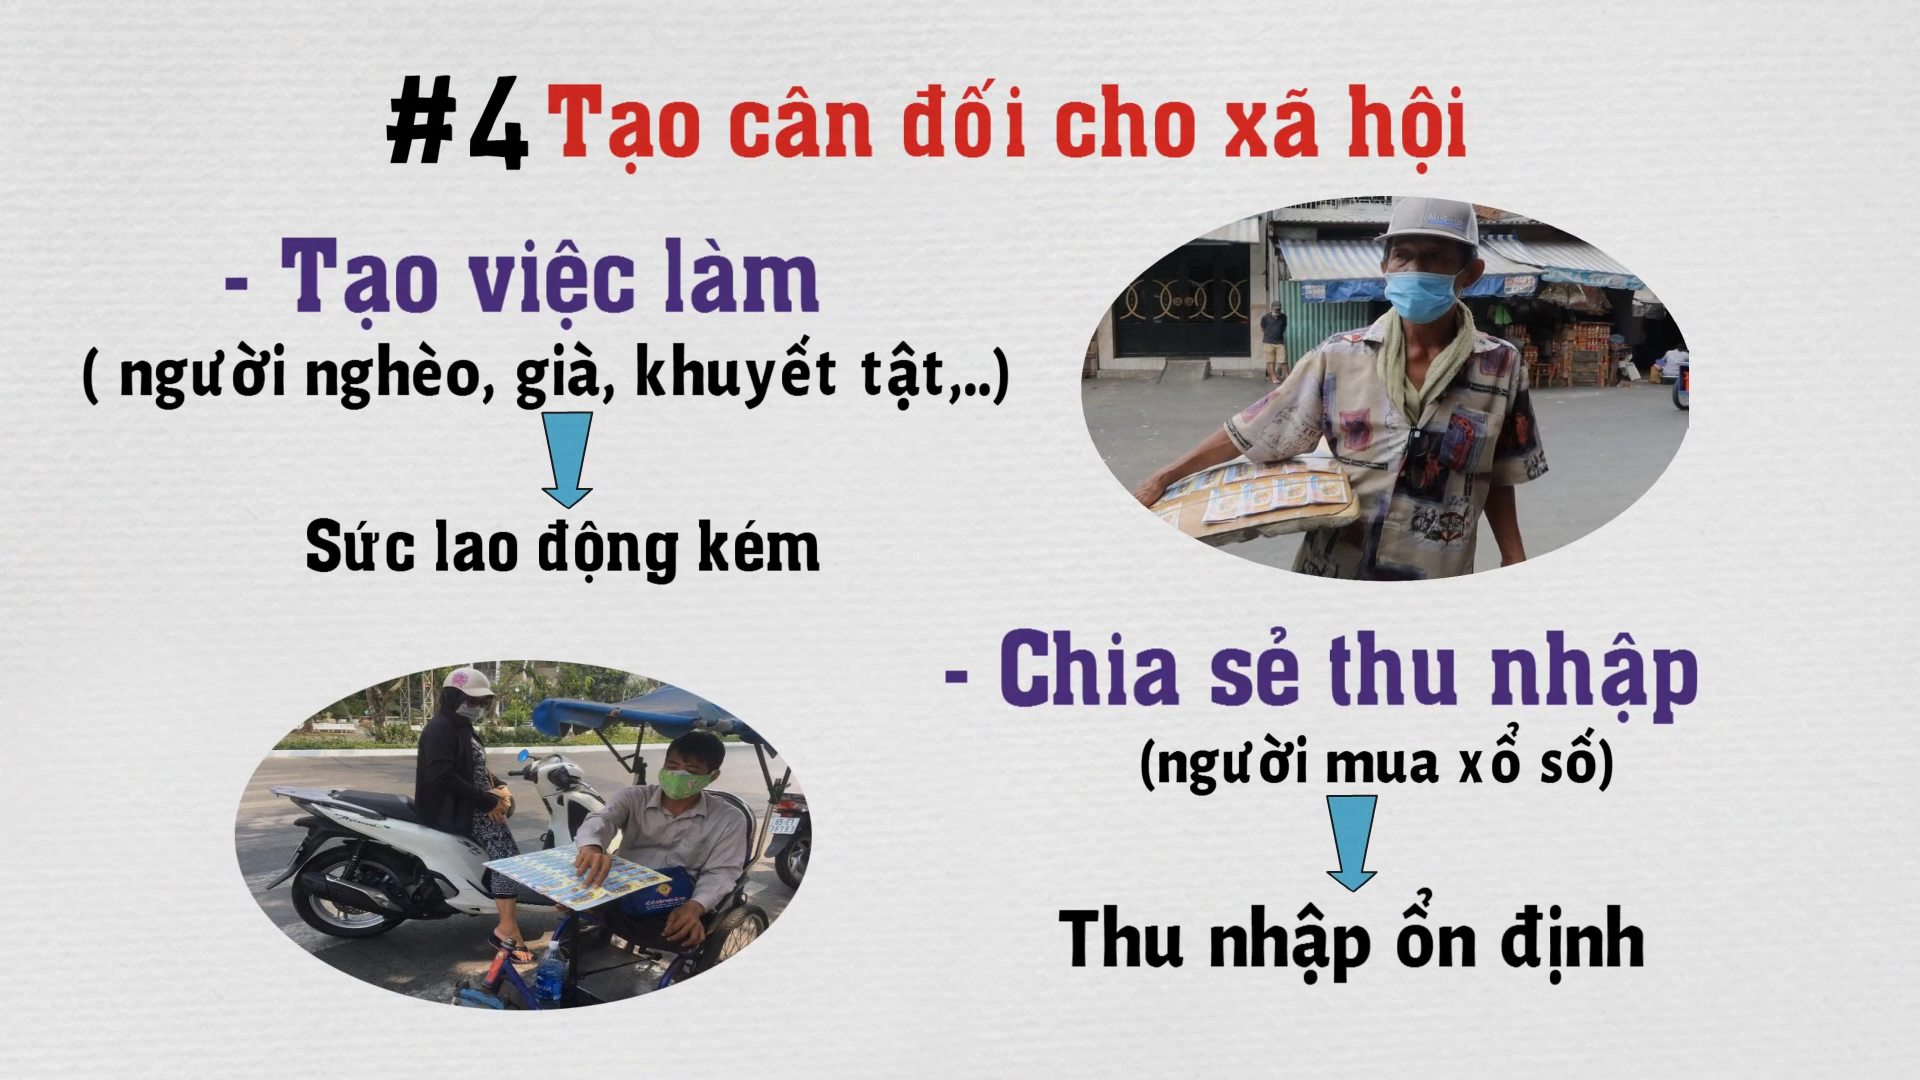 #4 Tạo cân đối cho xã hội
- Tạo việc làm
( người nghèo, già, khuyết tật,..)
Sức lao động kém
- Chia sẻ thu nhập
(người mua xổ số)
Thu nhập ổn định